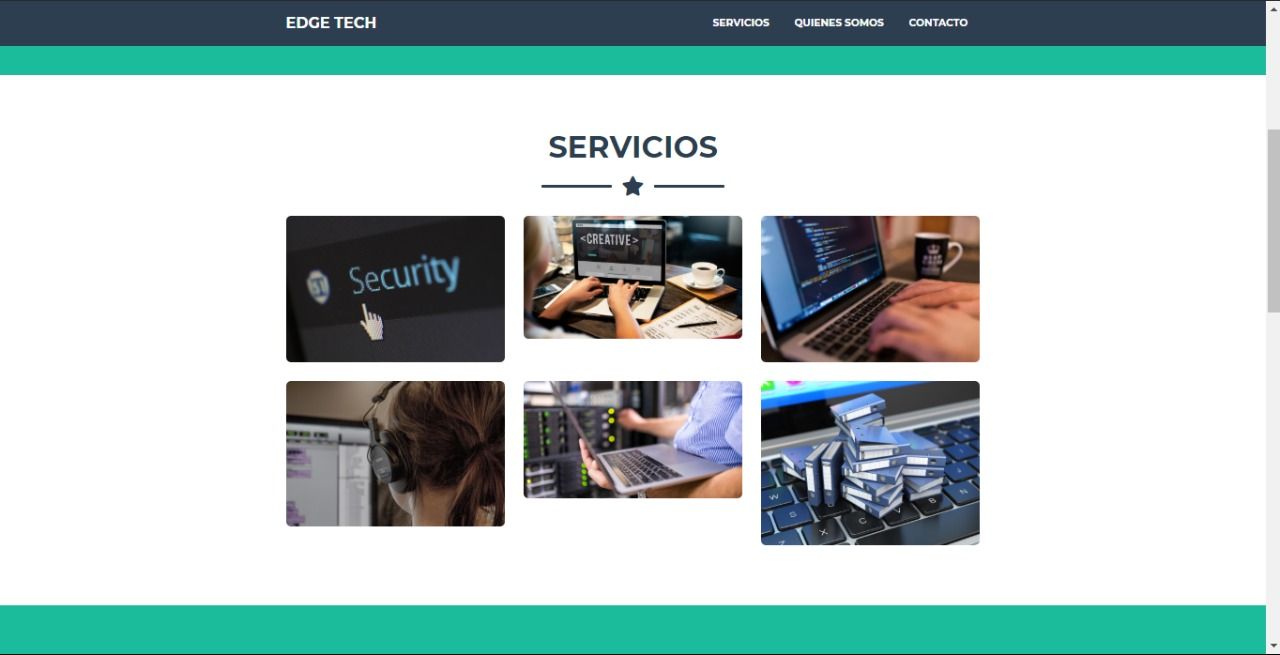 EDGE TECH
SERVICIOS QUIENES SOMOS CONTACTO
SERVICIOS
Security
<CREATIVE>
W
S
X C V B N
Z